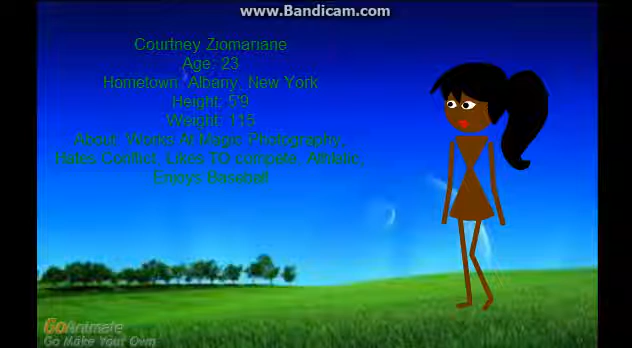 www.Bandicam.com
Courtney Ziomariane
Age: 23
Hometown: Albany, New York
Height: 5'9
Weight: 115
About: Works At Magic Photography,
Hates Conflict, Likes TO compete, Athlatic,
Enjoys Baseball
GoAnimate
Go Make Your Own